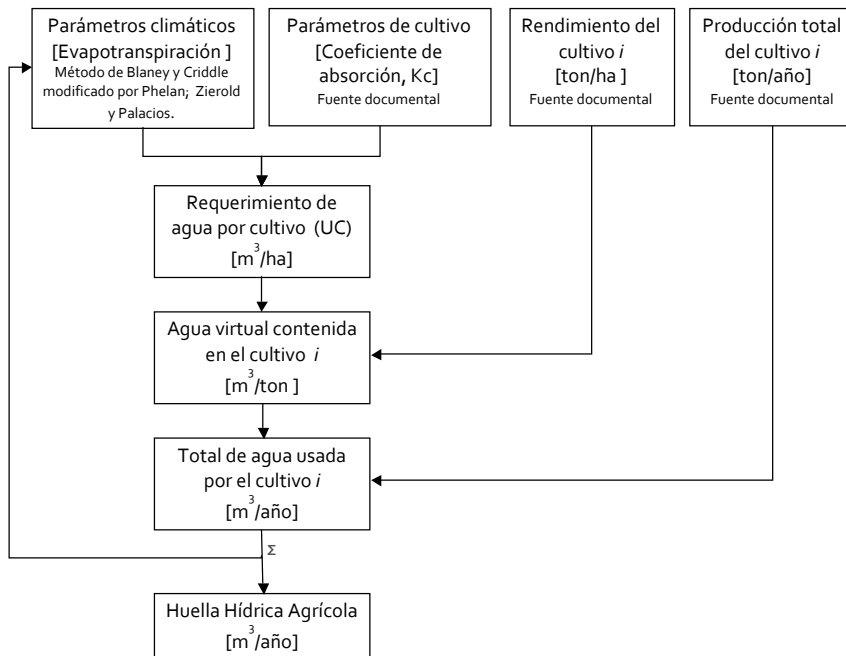 Parámetros climáticos
[Evapotranspiración ]
Método de Blaney y Criddle
modificado por Phelan; Zierold
y Palacios.
Parámetros de cultivo
[Coeficiente de
absorción, Kc]
Fuente documental
Rendimiento del
cultivo i
[ton/ha ]
Fuente documental
Producción total
del cultivo i
[ton/año]
Fuente documental
Requerimiento de
agua por cultivo (UC)
[m³/ha]
Agua virtual contenida
en el cultivo i
[m³/ton ]
Total de agua usada
por el cultivo i
[m³/año]
Σ
Huella Hídrica Agrícola
[m³/año]